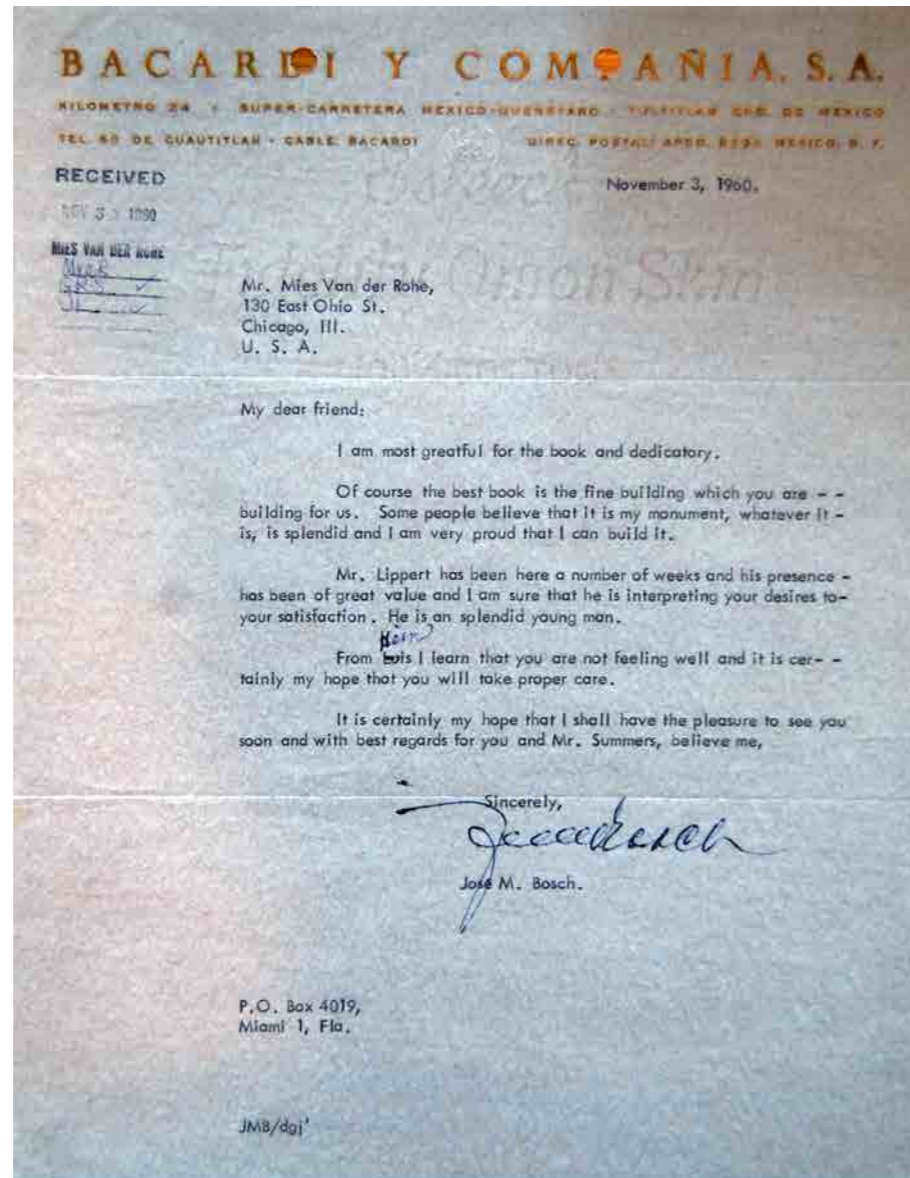 BACARDI Y COMPAÑIA, S. A.
KILOMETRO 24 SUPER-CARRETERA MEXICO-QUERETARO · TULTITLAN EDO. DE MEXICO
TEL. 50 DE CUAUTITLAN · CABLE: BACARDI DIREC. POSTAL: APDO. MEXICO, D. F.
RECEIVED
November 3, 1960.
NOV 3 1960
MIES VAN DER ROHE
Mr. Mies Van der Rohe,
130 East Ohio St.
Chicago, Ill.
U. S. A.
My dear friend:
I am most greatful for the book and dedicatory.
Of course the best book is the fine building which you are - -
building for us. Some people believe that it is my monument, whatever it -
is, is splendid and I am very proud that I can build it.
Mr. Lippert has been here a number of weeks and his presence -
has been of great value and I am sure that he is interpreting your desires to-
your satisfaction. He is an splendid young man.
From Luis I learn that you are not feeling well and it is cer- -
tainly my hope that you will take proper care.
It is certainly my hope that I shall have the pleasure to see you
soon and with best regards for you and Mr. Summers, believe me,
Sincerely,
José M. Bosch.
P.O. Box 4019,
Miami 1, Fla.
JMB/dgj'